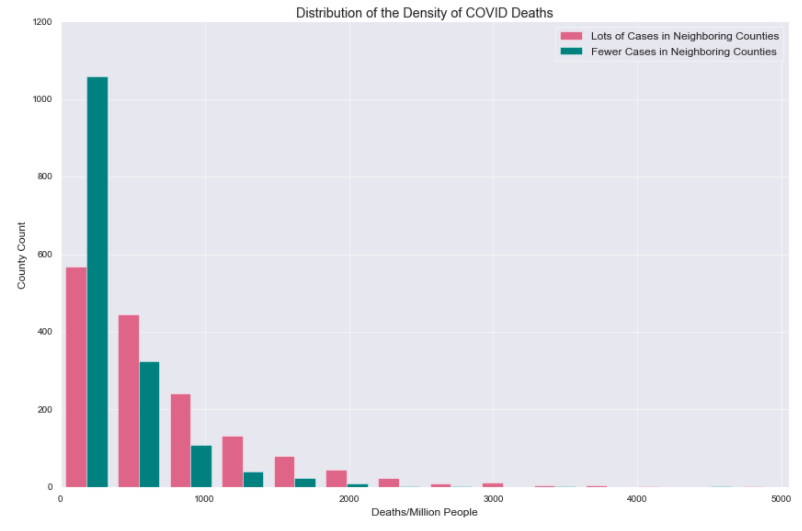 Distribution of the Density of COVID Deaths
Lots of Cases in Neighboring Counties
Fewer Cases in Neighboring Counties
1200
1000
800
600
400
200
0
County Count
0 1000 2000 3000 4000 5000
Deaths/Million People